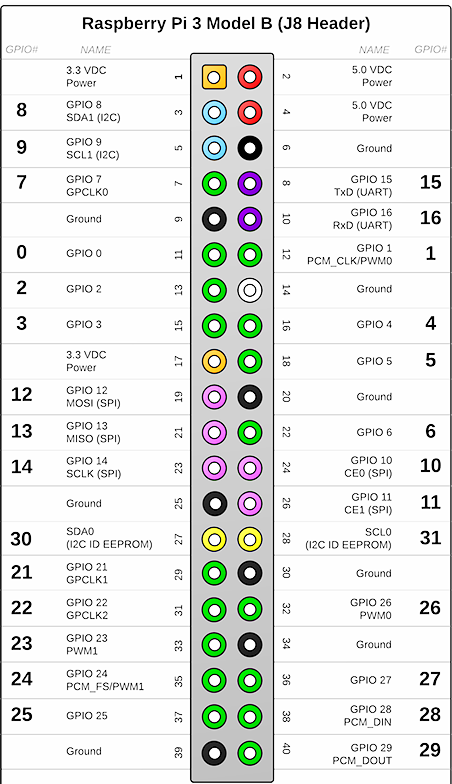 Raspberry Pi 3 Model B (J8 Header)
GPIO# NAME NAME GPIO#
3.3 VDC
Power 1 2 5.0 VDC
Power
8 GPIO 8
SDA1 (I2C) 3 4 5.0 VDC
Power
9 GPIO 9
SCL1 (I2C) 5 6 Ground
7 GPIO 7
GPCLK0 7 8 GPIO 15
TxD (UART) 15
Ground 9 10 GPIO 16
RxD (UART) 16
0 GPIO 0 11 12 GPIO 1
PCM_CLK/PWM0 1
2 GPIO 2 13 14 Ground
3 GPIO 3 15 16 GPIO 4 4
3.3 VDC
Power 17 18 GPIO 5 5
12 GPIO 12
MOSI (SPI) 19 20 Ground
13 GPIO 13
MISO (SPI) 21 22 GPIO 6 6
14 GPIO 14
SCLK (SPI) 23 24 GPIO 10
CE0 (SPI) 10
Ground 25 26 GPIO 11
CE1 (SPI) 11
30 SDA0
(I2C ID EEPROM) 27 28 SCL0
(I2C ID EEPROM) 31
21 GPIO 21
GPCLK1 29 30 Ground
22 GPIO 22
GPCLK2 31 32 GPIO 26
PWM0 26
23 GPIO 23
PWM1 33 34 Ground
24 GPIO 24
PCM_FS/PWM1 35 36 GPIO 27 27
25 GPIO 25 37 38 GPIO 28
PCM_DIN 28
Ground 39 40 GPIO 29
PCM_DOUT 29